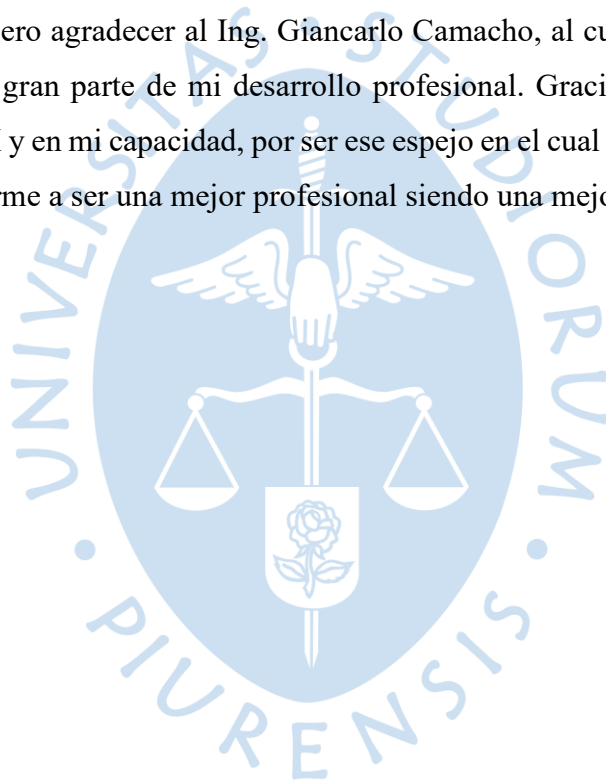 ero agradecer al Ing. Giancarlo Camacho, al cu
gran parte de mi desarrollo profesional. Graci
y en mi capacidad, por ser ese espejo en el cual
rme a ser una mejor profesional siendo una mejo
UNIVERSITAS STUDIORUM
• PIURENSIS •